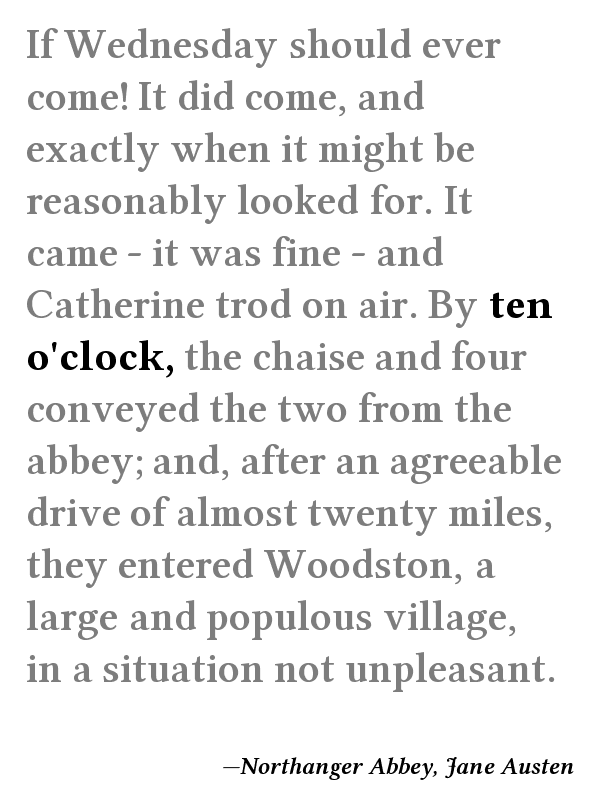 If Wednesday should ever
come! It did come, and
exactly when it might be
reasonably looked for. It
came - it was fine - and
Catherine trod on air. By ten
o'clock, the chaise and four
conveyed the two from the
abbey; and, after an agreeable
drive of almost twenty miles,
they entered Woodston, a
large and populous village,
in a situation not unpleasant.
—Northanger Abbey, Jane Austen